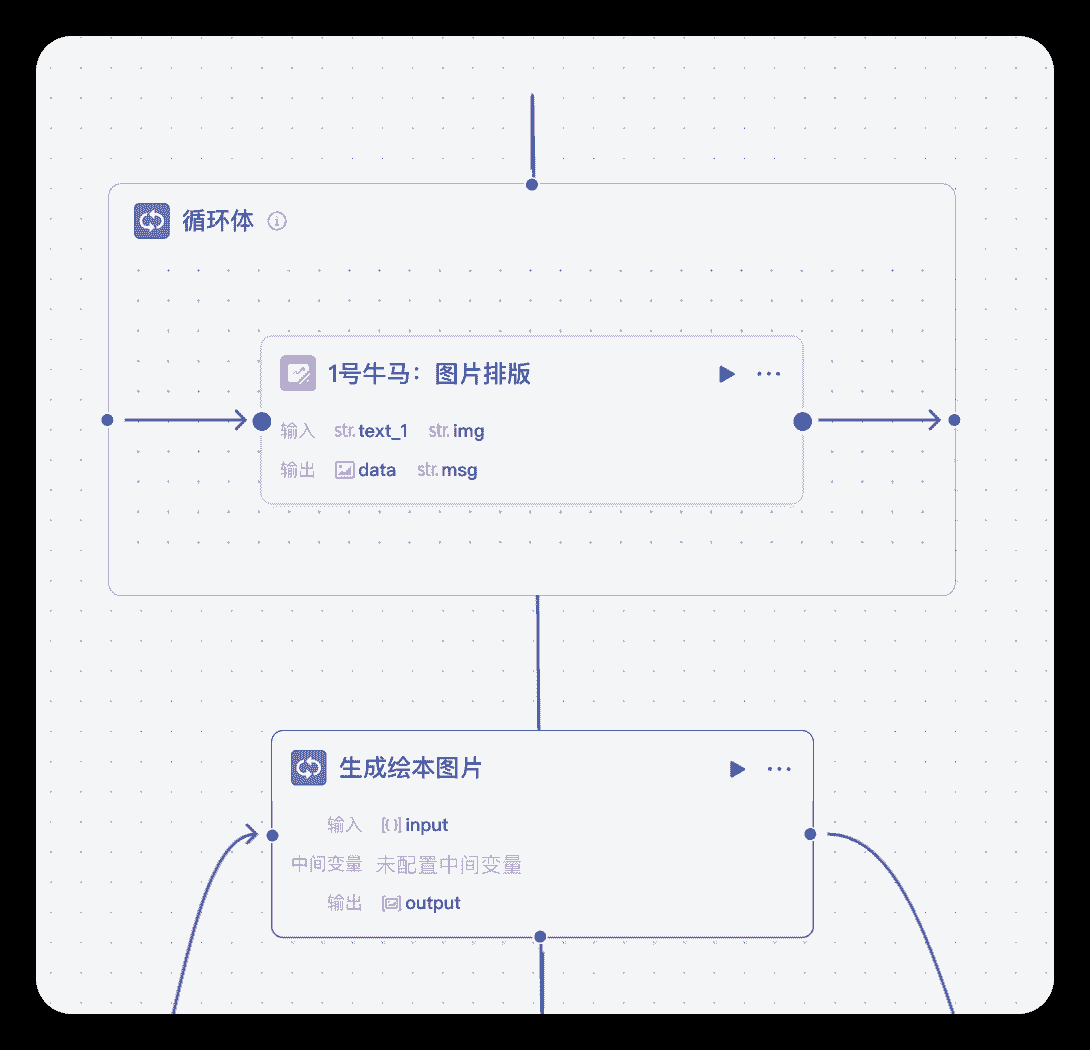 循环体
1号牛马：图片排版
输入 str.text_1 str.img
输出 data str.msg
生成绘本图片
输入 [{}]input
中间变量 未配置中间变量
输出 output